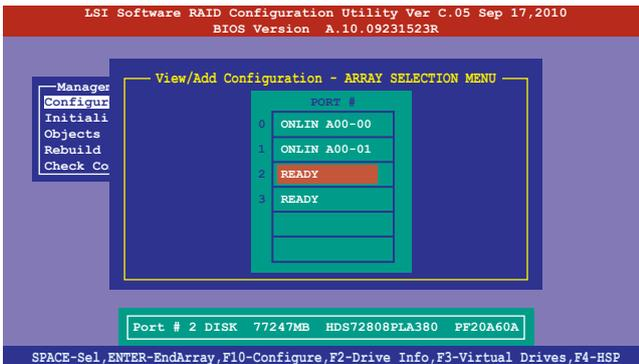 LSI Software RAID Configuration Utility Ver C.05 Sep 17,2010
BIOS Version A.10.09231523R
Managem
Configur
Initiali
Objects
Rebuild
Check Co
View/Add Configuration - ARRAY SELECTION MENU
PORT #
0 ONLIN A00-00
1 ONLIN A00-01
2 READY
3 READY
Port # 2 DISK 77247MB HDS72808PLA380 PF20A60A
SPACE-Sel,ENTER-EndArray,F10-Configure,F2-Drive Info,F3-Virtual Drives,F4-HSP